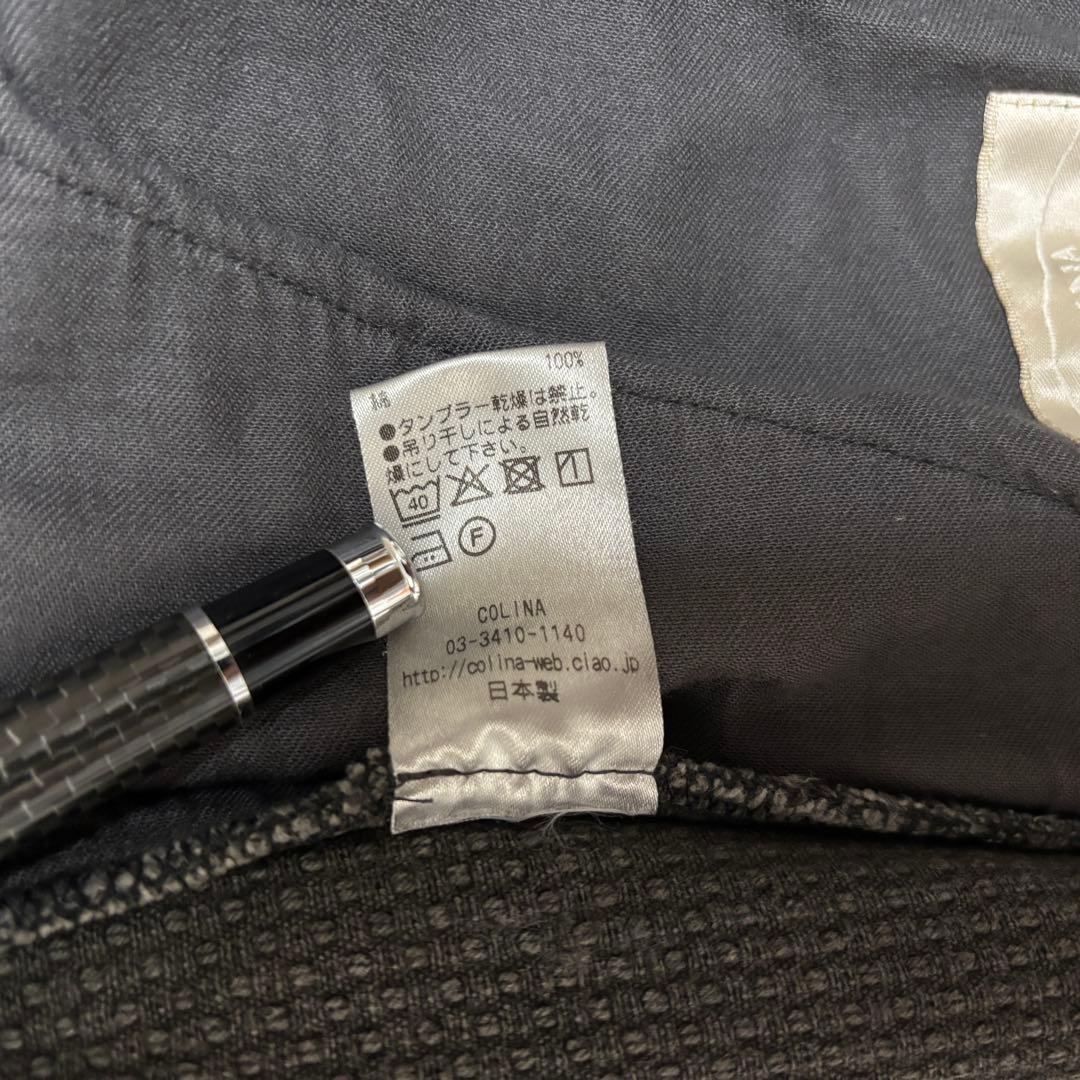 綿 100%
●タンブラー乾燥は禁止。
●吊り干しによる自然乾
燥にして下さい。
40
F
COLINA
03-3410-1140
http://colina-web.ciao.jp
日本製